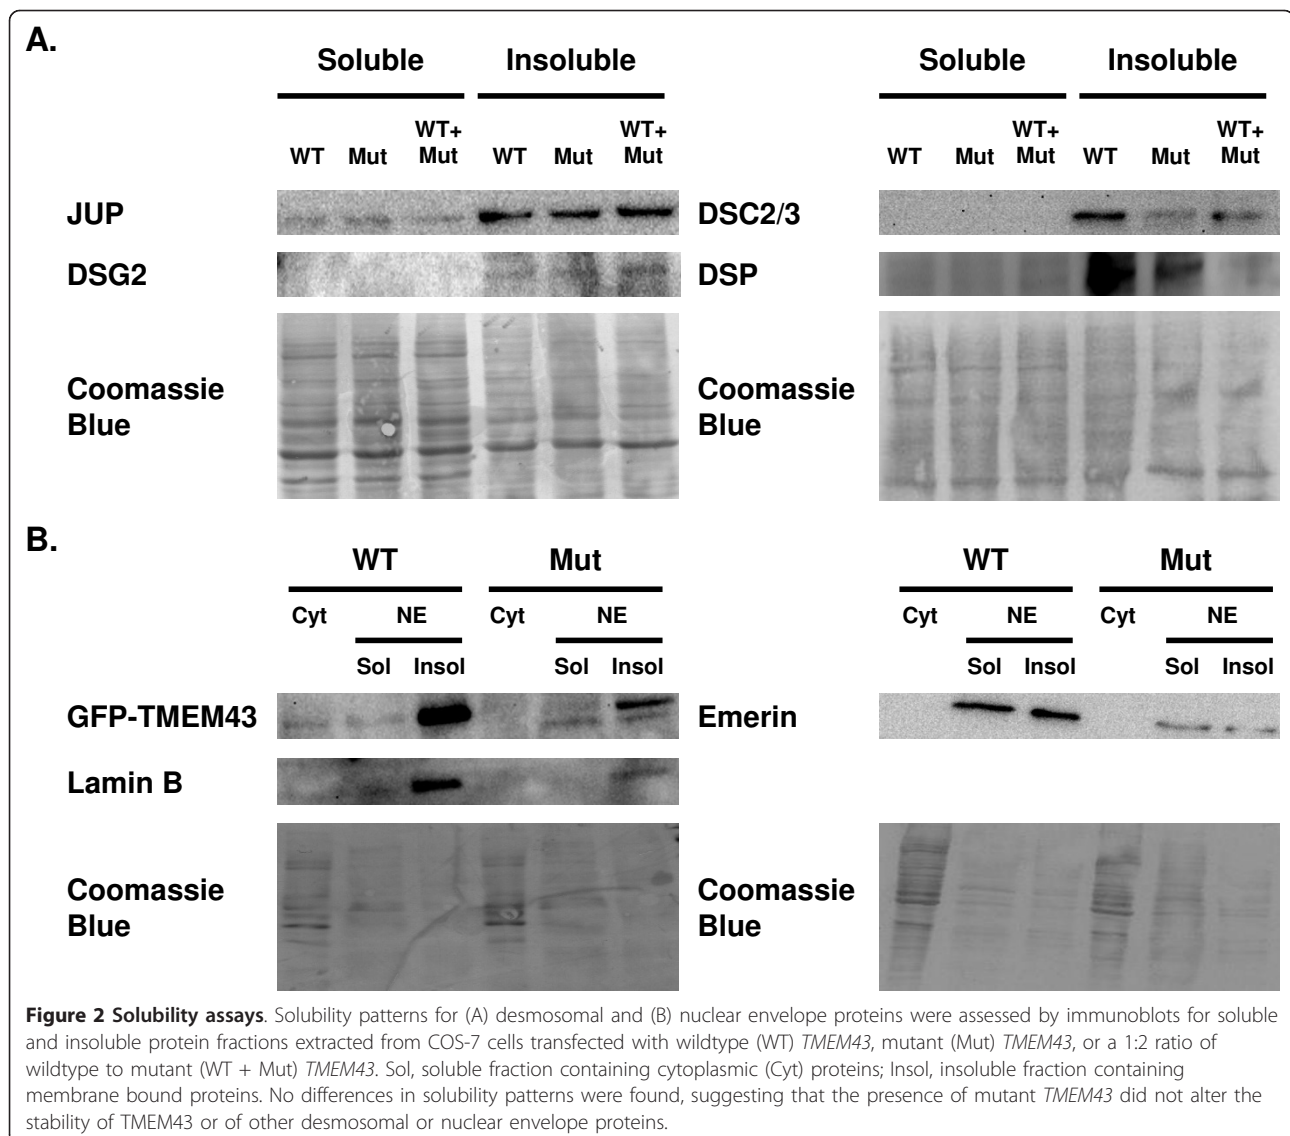 A.
Soluble Insoluble
WT Mut WT+ Mut WT Mut WT+ Mut
JUP
DSG2
Coomassie
Blue
Soluble Insoluble
WT Mut WT+ Mut WT Mut WT+ Mut
DSC2/3
DSP
Coomassie
Blue
B.
WT Mut
Cyt NE Cyt NE
Sol Insol Sol Insol
GFP-TMEM43
Lamin B
Coomassie
Blue
WT Mut
Cyt NE Cyt NE
Sol Insol Sol Insol
Emerin
Coomassie
Blue
Figure 2 Solubility assays. Solubility patterns for (A) desmosomal and (B) nuclear envelope proteins were assessed by immunoblots for soluble
and insoluble protein fractions extracted from COS-7 cells transfected with wildtype (WT) TMEM43, mutant (Mut) TMEM43, or a 1:2 ratio of
wildtype to mutant (WT + Mut) TMEM43. Sol, soluble fraction containing cytoplasmic (Cyt) proteins; Insol, insoluble fraction containing
membrane bound proteins. No differences in solubility patterns were found, suggesting that the presence of mutant TMEM43 did not alter the
stability of TMEM43 or of other desmosomal or nuclear envelope proteins.